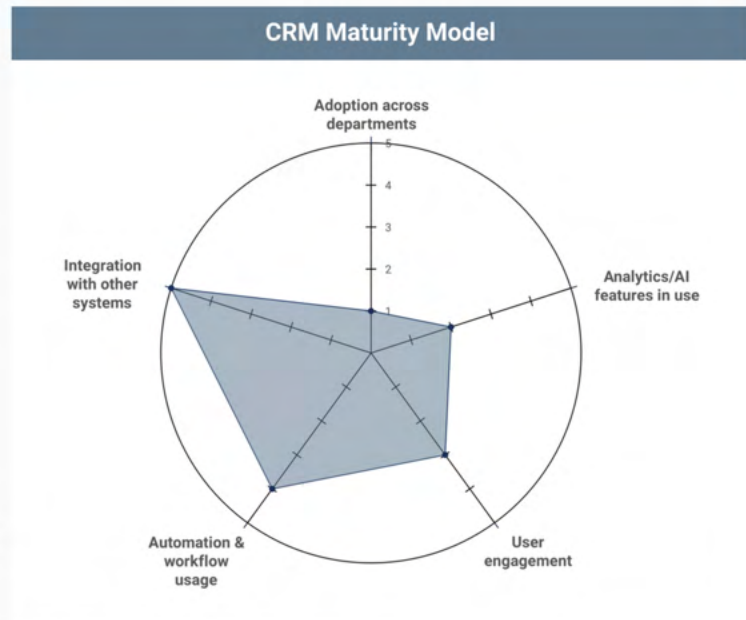 CRM Maturity Model
Adoption across
departments
5
4
3
2
1
Integration
with other
systems
Analytics/AI
features in use
Automation &
workflow
usage
User
engagement